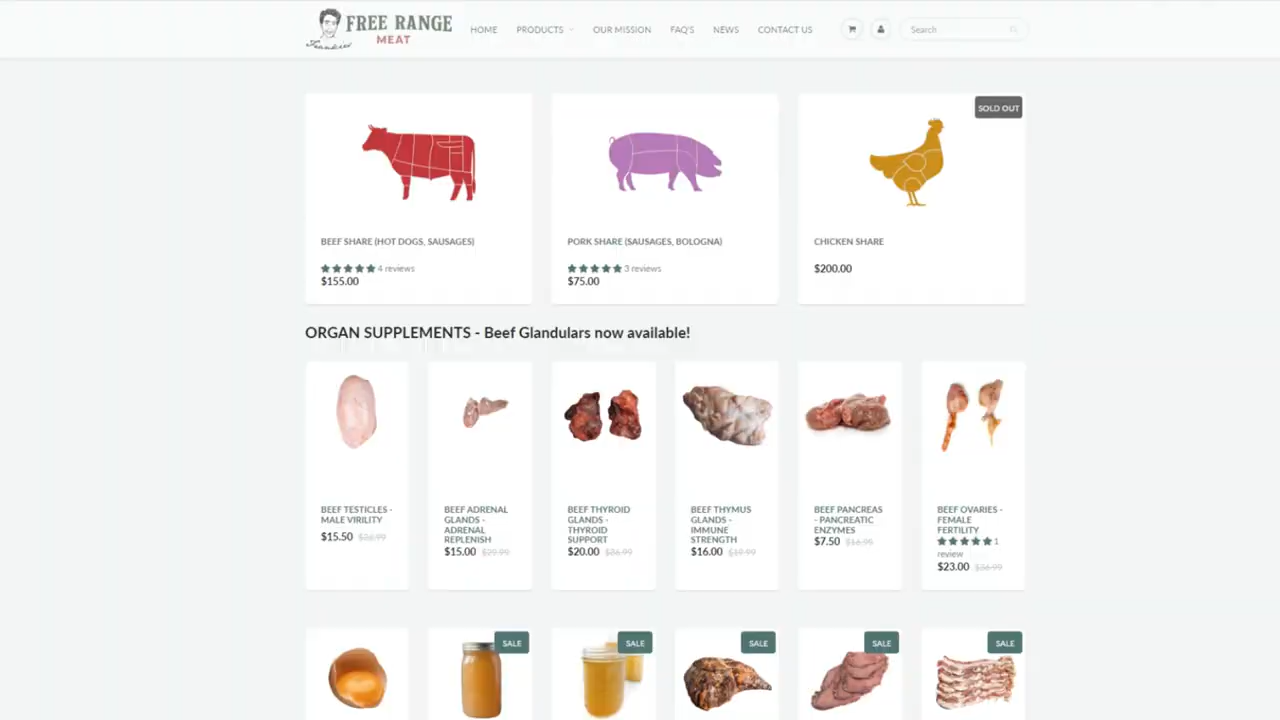 FREE RANGE
MEAT
HOME
PRODUCTS
OUR MISSION
FAQ'S
NEWS
CONTACT US
Search
SOLD OUT
BEEF SHARE (HOT DOGS, SAUSAGES)
4 reviews
$155.00
PORK SHARE (SAUSAGES, BOLOGNA)
3 reviews
$75.00
CHICKEN SHARE
$200.00
ORGAN SUPPLEMENTS - Beef Glandulars now available!
BEEF TESTICLES -
MALE VIRILITY
$15.50
BEEF ADRENAL
GLANDS -
ADRENAL
REPLENISH
$15.00
BEEF THYROID
GLANDS -
THYROID
SUPPORT
$20.00
BEEF THYMUS
GLANDS -
IMMUNE
STRENGTH
$16.00
BEEF PANCREAS
- PANCREATIC
ENZYMES
$7.50
BEEF OVARIES -
FEMALE
FERTILITY
1
review
$23.00
SALE
SALE
SALE
SALE
SALE